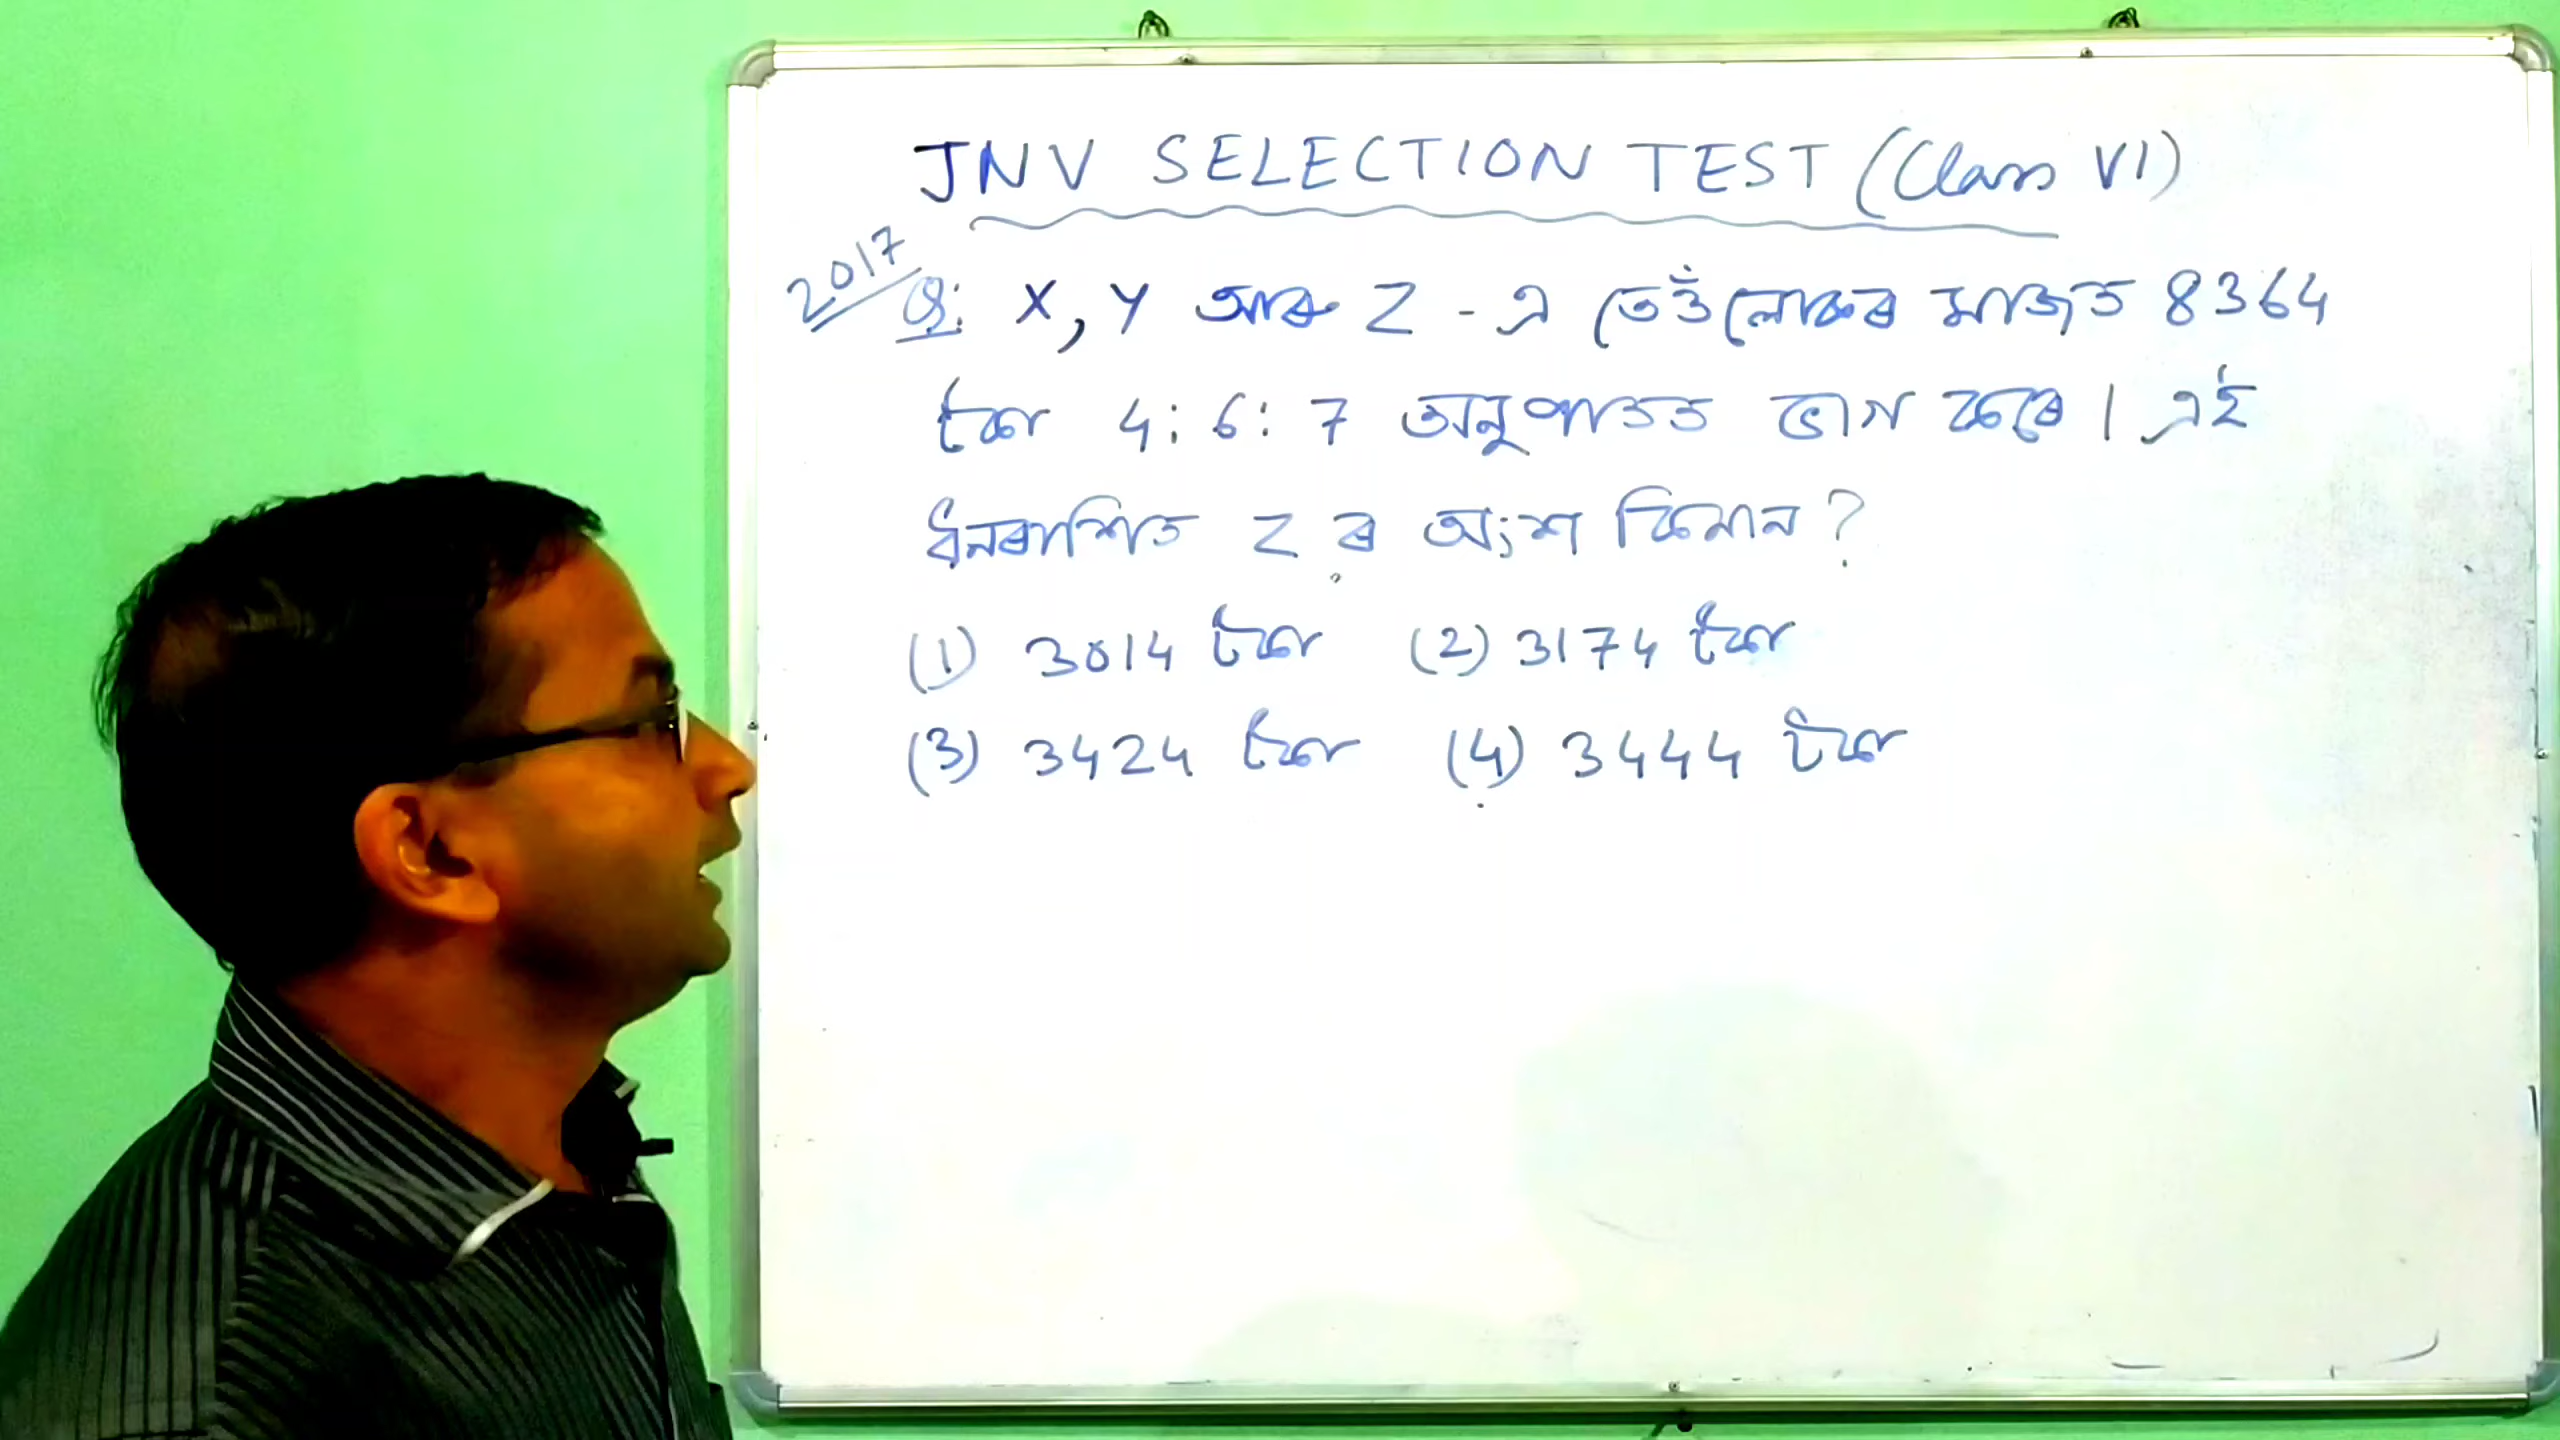 JNV SELECTION TEST (Class VI)
2017
Q: X, Y আৰু Z - এ তেওঁলোকৰ মাজত 8364
টকা 4 : 6 : 7 অনুপাতত ভাগ কৰে । এই
ধনৰাশিত Z ৰ অংশ কিমান ?
(1) 3014 টকা (2) 3174 টকা
(3) 3424 টকা (4) 3444 টকা